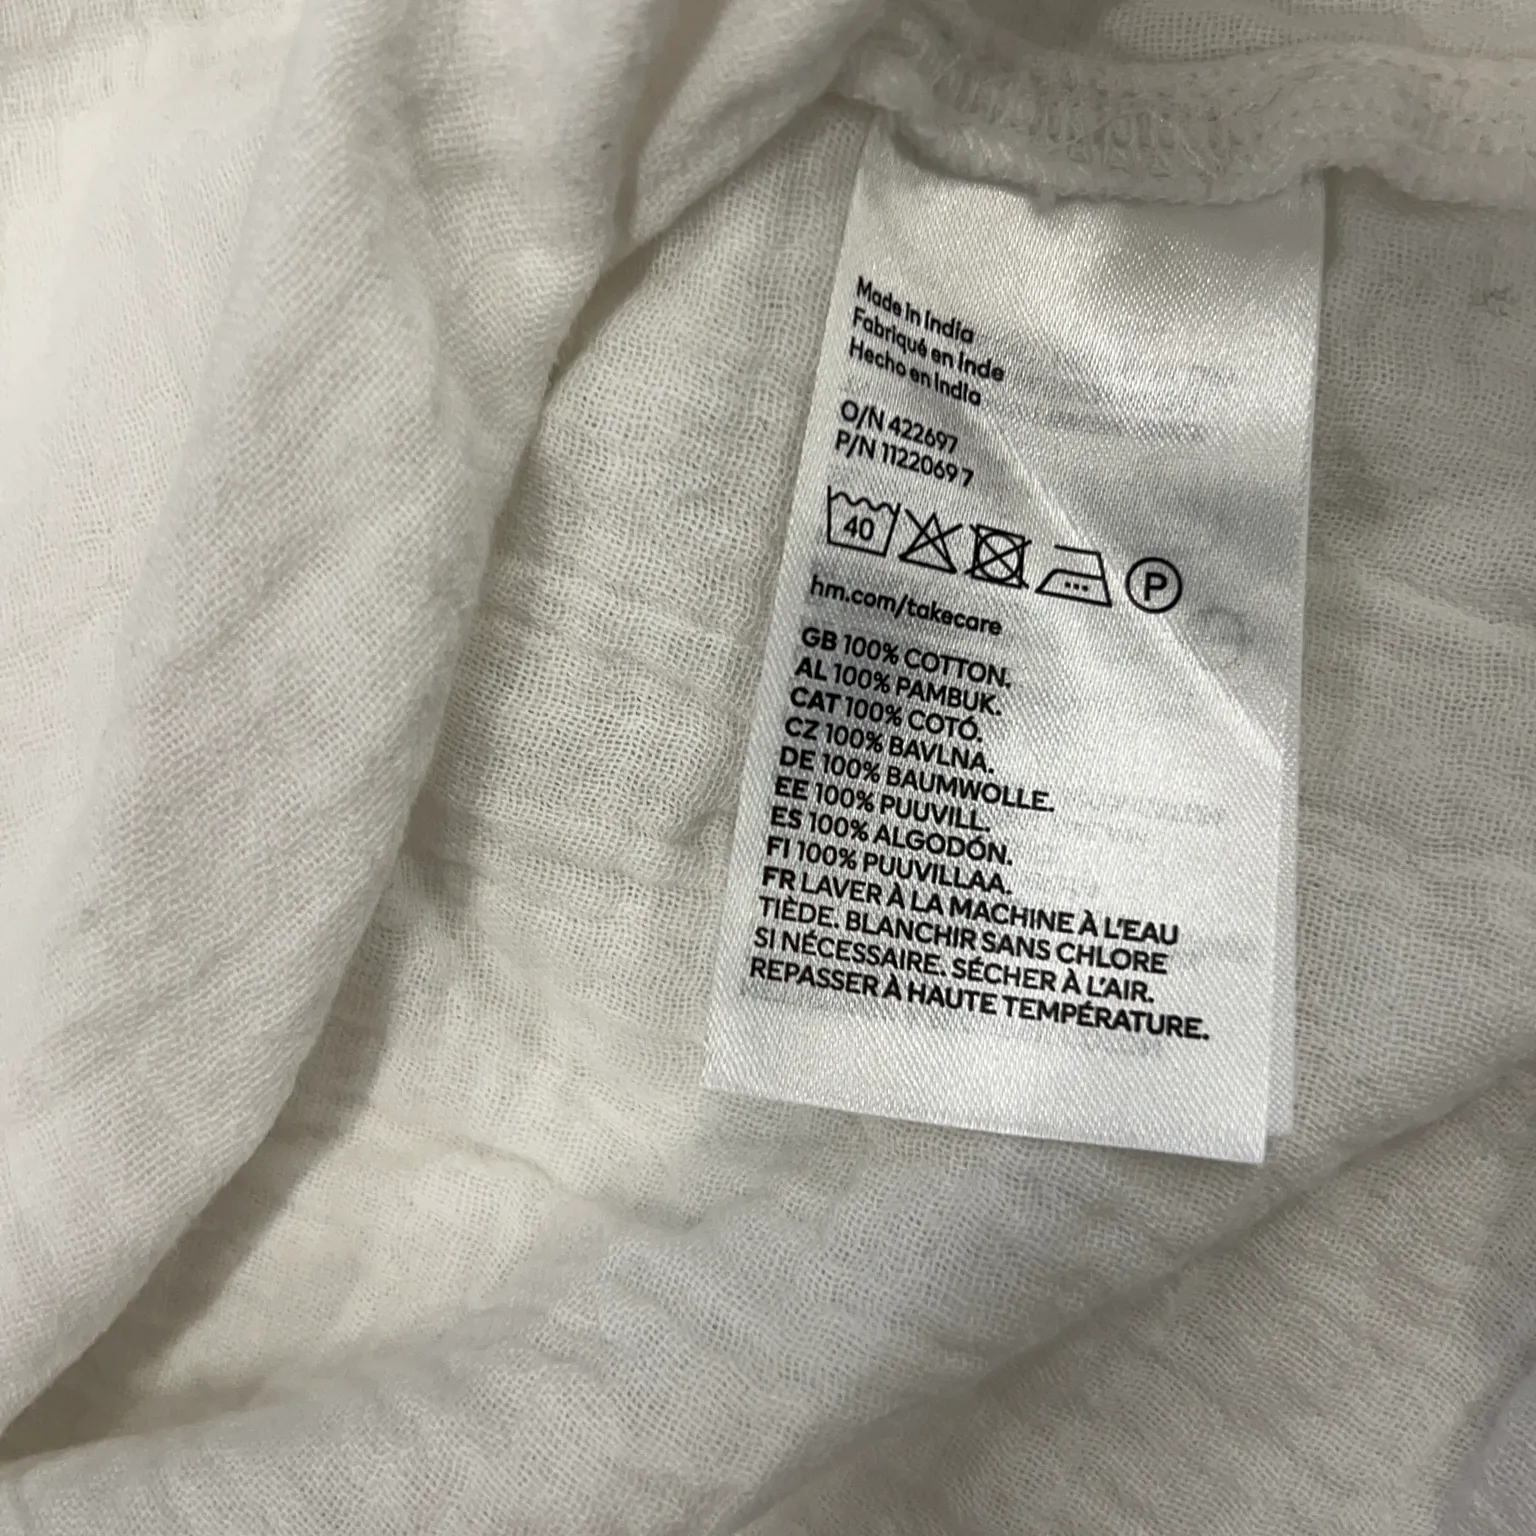 Made in India
Fabriqué en Inde
Hecho en India
O/N 422697
P/N 11220697
40
P
hm.com/takecare
GB 100% COTTON.
AL 100% PAMBUK.
CAT 100% COTÓ.
CZ 100% BAVLNA.
DE 100% BAUMWOLLE.
EE 100% PUUVILL.
ES 100% ALGODÓN.
FI 100% PUUVILLAA.
FR LAVER À LA MACHINE À L'EAU
TIÈDE. BLANCHIR SANS CHLORE
SI NÉCESSAIRE. SÉCHER À L'AIR.
REPASSER À HAUTE TEMPÉRATURE.